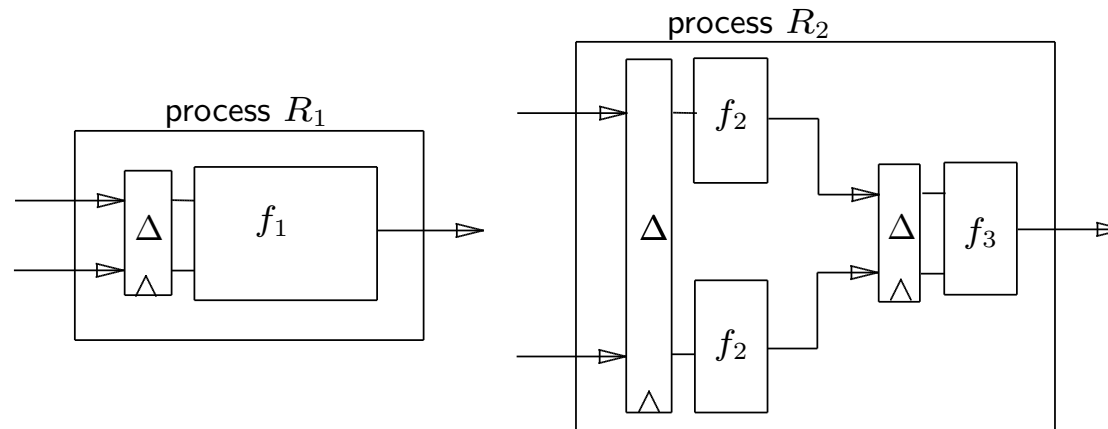 process R₁
Δ
f₁
process R₂
Δ
f₂
f₂
Δ
f₃